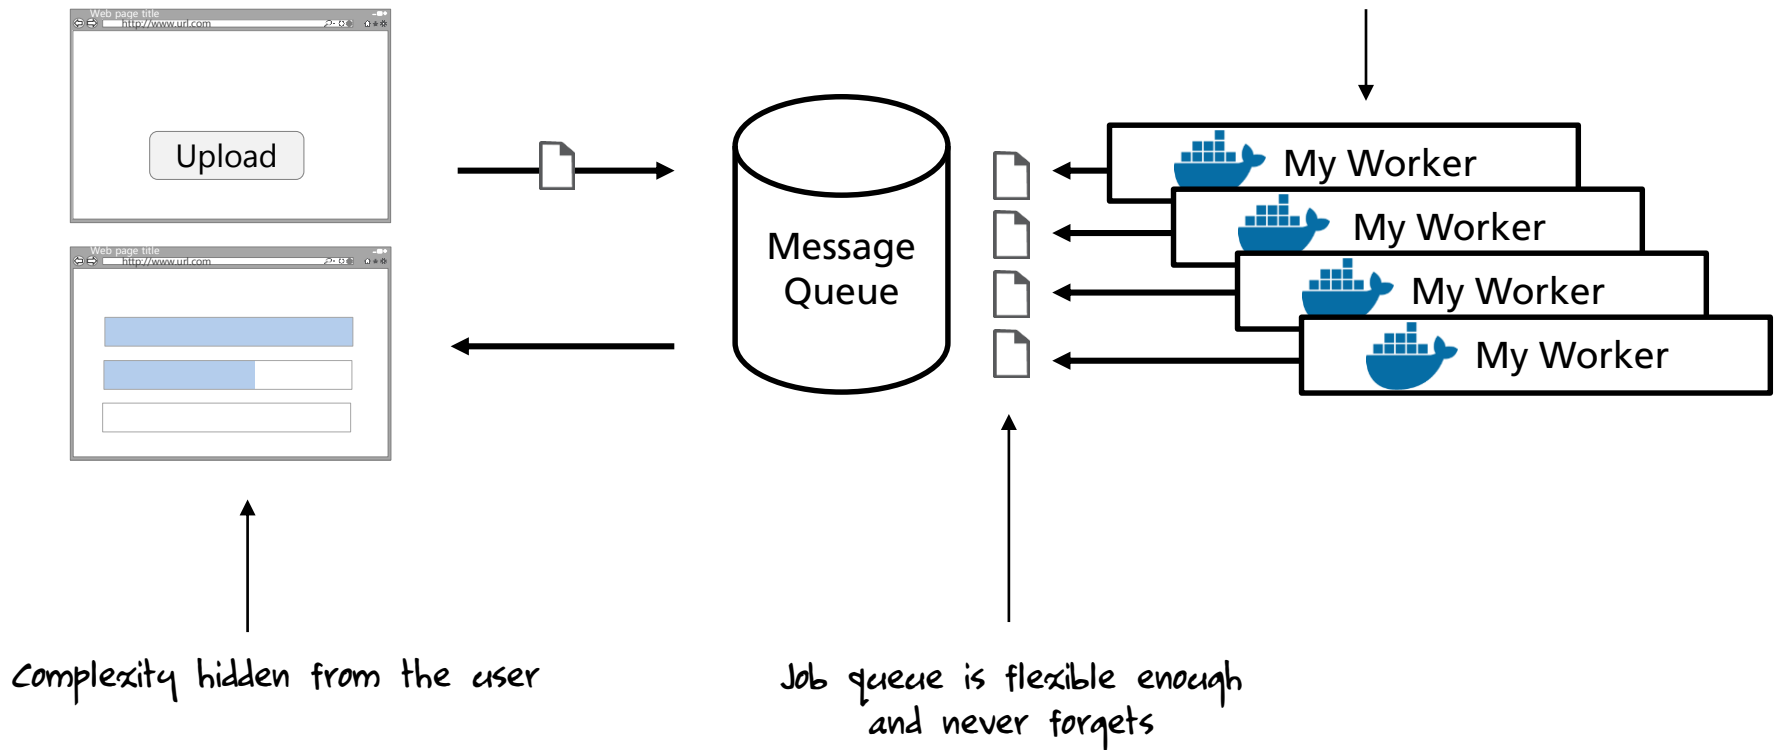 Web page title
http://www.url.com
Upload
Web page title
http://www.url.com
Message
Queue
My Worker
My Worker
My Worker
My Worker
Complexity hidden from the user
Job queue is flexible enough
and never forgets